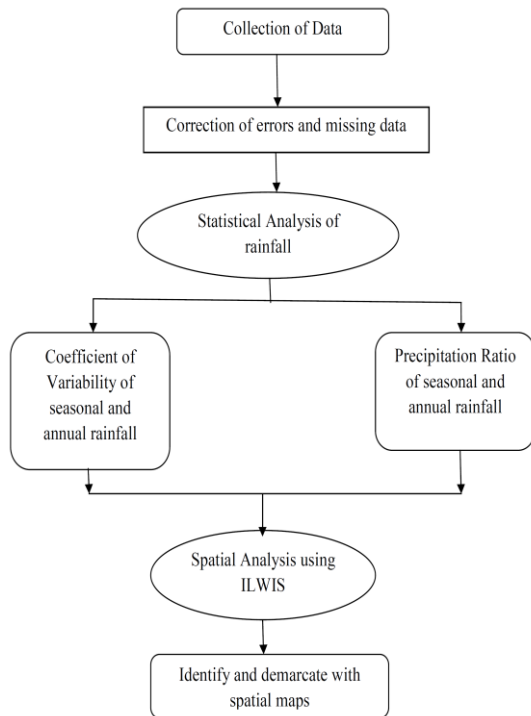 Collection of Data
Correction of errors and missing data
Statistical Analysis of
rainfall
Coefficient of
Variability of
seasonal and
annual rainfall
Precipitation Ratio
of seasonal and
annual rainfall
Spatial Analysis using
ILWIS
Identify and demarcate with
spatial maps